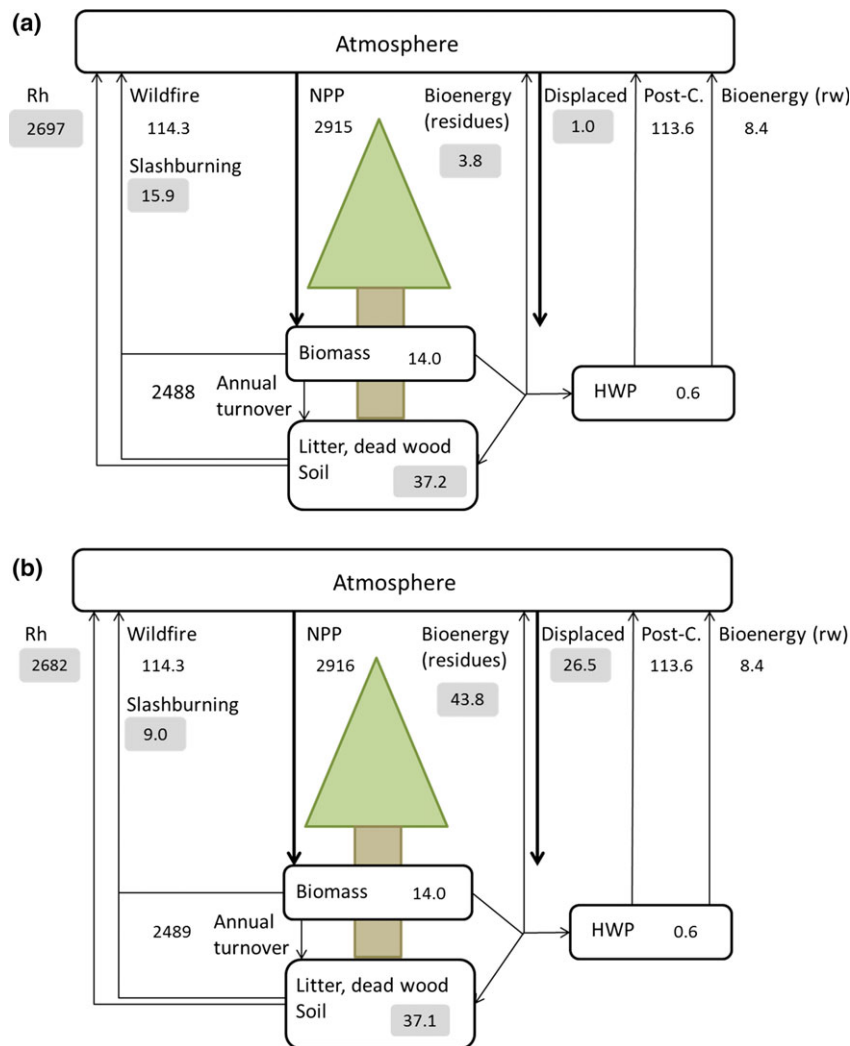 (a)
Atmosphere
Rh
Wildfire
NPP
Bioenergy
(residues)
Displaced
Post-C.
Bioenergy (rw)
2697
114.3
2915
3.8
1.0
113.6
8.4
Slashburning
15.9
Biomass 14.0
2488
Annual
turnover
HWP 0.6
Litter, dead wood
Soil
37.2
(b)
Atmosphere
Rh
Wildfire
NPP
Bioenergy
(residues)
Displaced
Post-C.
Bioenergy (rw)
2682
114.3
2916
43.8
26.5
113.6
8.4
Slashburning
9.0
Biomass 14.0
2489
Annual
turnover
HWP 0.6
Litter, dead wood
Soil
37.1